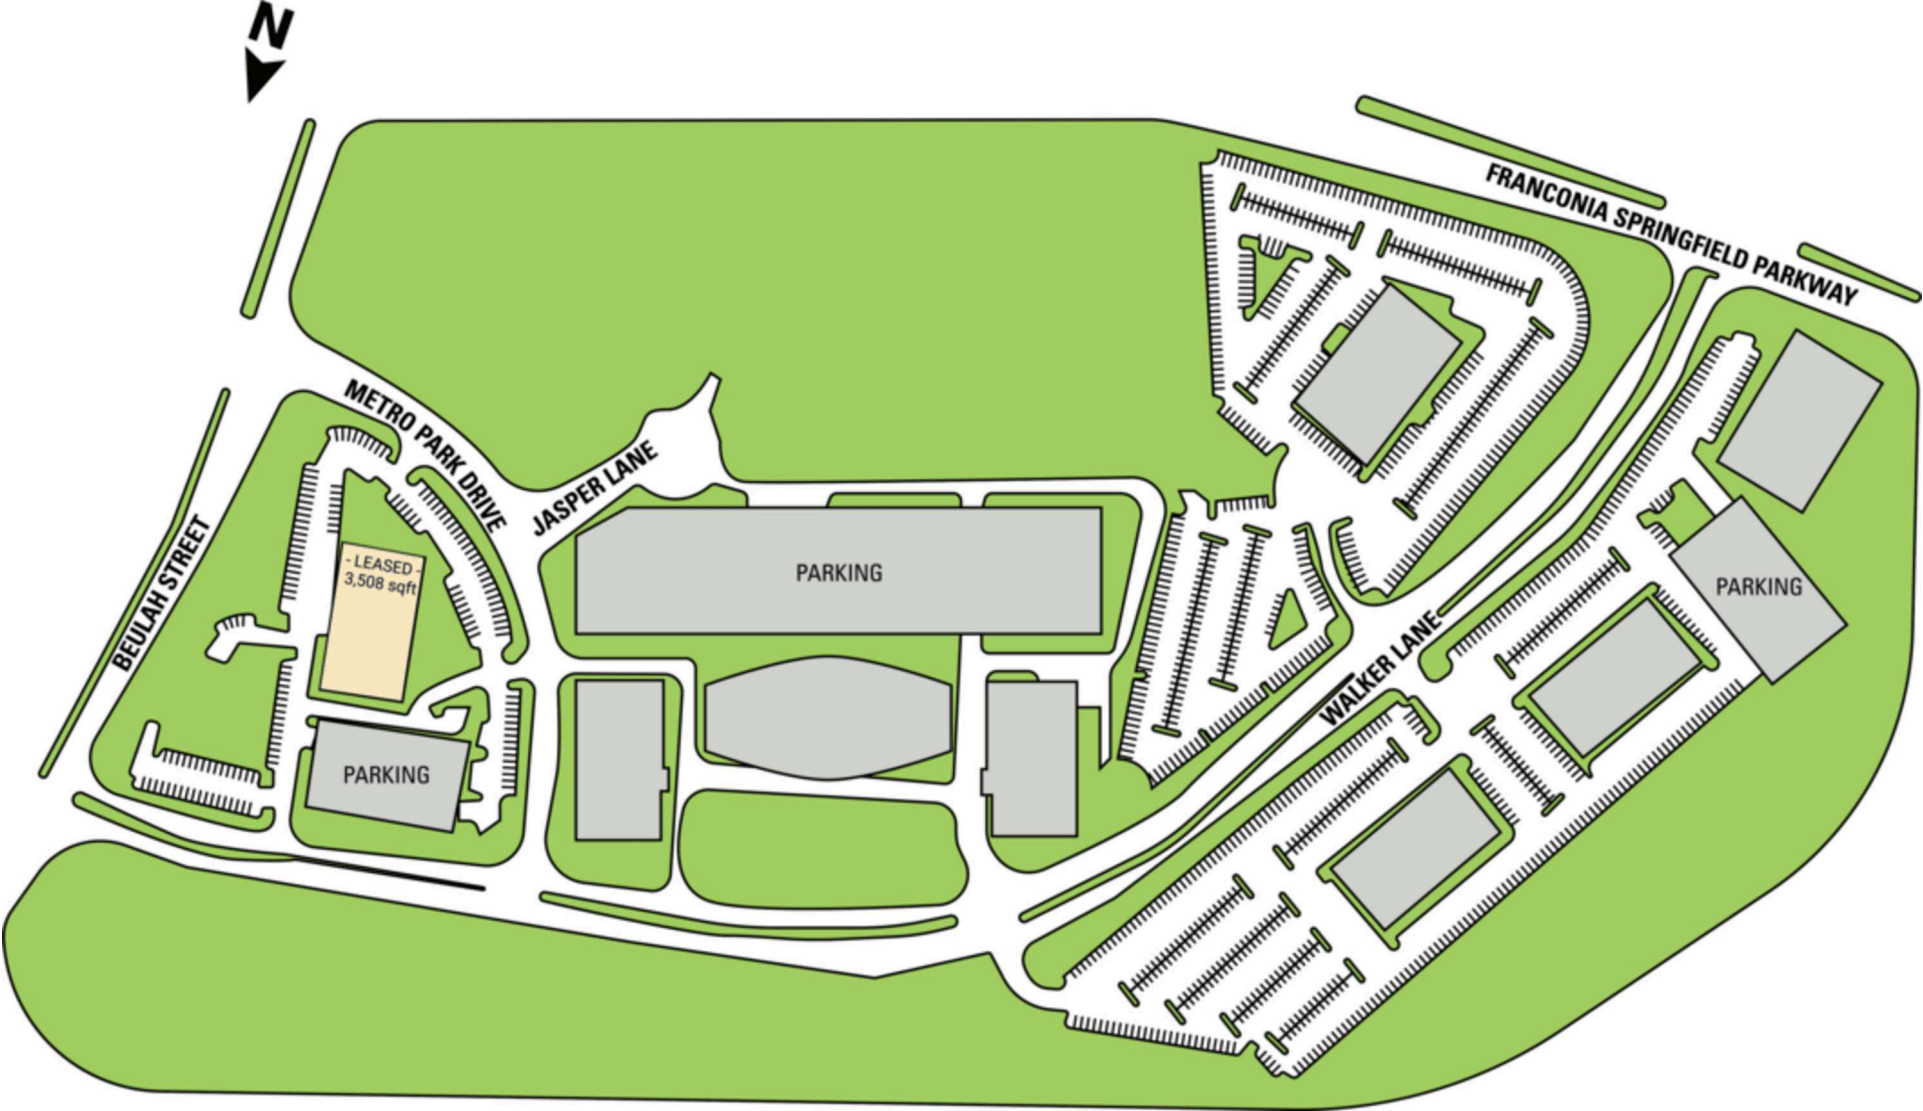 N
FRANCONIA SPRINGFIELD PARKWAY
METRO PARK DRIVE
JASPER LANE
BEULAH STREET
- LEASED -
3,508 sqft
PARKING
PARKING
WALKER LANE
PARKING